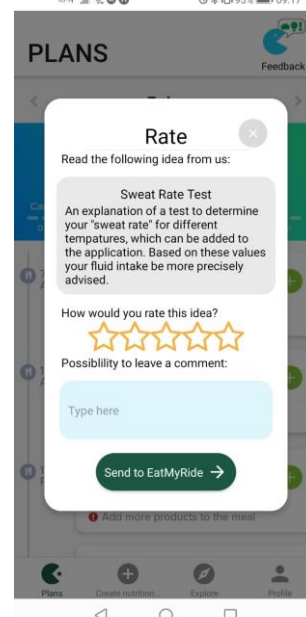 93% 09:17
PLANS
Feedback
Rate
Read the following idea from us:
Sweat Rate Test
An explanation of a test to determine
your "sweat rate" for different
tempatures, which can be added to
the application. Based on these values
your fluid intake be more precisely
advised.
How would you rate this idea?
Possiblility to leave a comment:
Type here
Send to EatMyRide →
Add more products to the meal
Plans
Create nutrition...
Explore
Profile